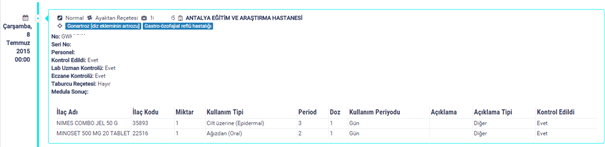 Çarşamba,
8
Temmuz
2015
00:00
Normal Ayaktan Reçetesi ANTALYA EĞİTİM VE ARAŞTIRMA HASTANESİ
Gonartroz [diz ekleminin artrozu] Gastro-özofajial reflü hastalığı
No: GW
Seri No:
Personel:
Kontrol Edildi: Evet
Lab Uzman Kontrolü: Evet
Eczane Kontrolü: Evet
Taburcu Reçetesi: Hayır
Medula Sonuç:
İlaç Adı İlaç Kodu Miktar Kullanım Tipi Period Doz Kullanım Periyodu Açıklama Açıklama Tipi Kontrol Edildi
NIMES COMBO JEL 50 G 35893 1 Cilt üzerine (Epidermal) 3 1 Gün Diğer Evet
MINOSET 500 MG 20 TABLET 22516 1 Ağızdan (Oral) 2 1 Gün Diğer Evet